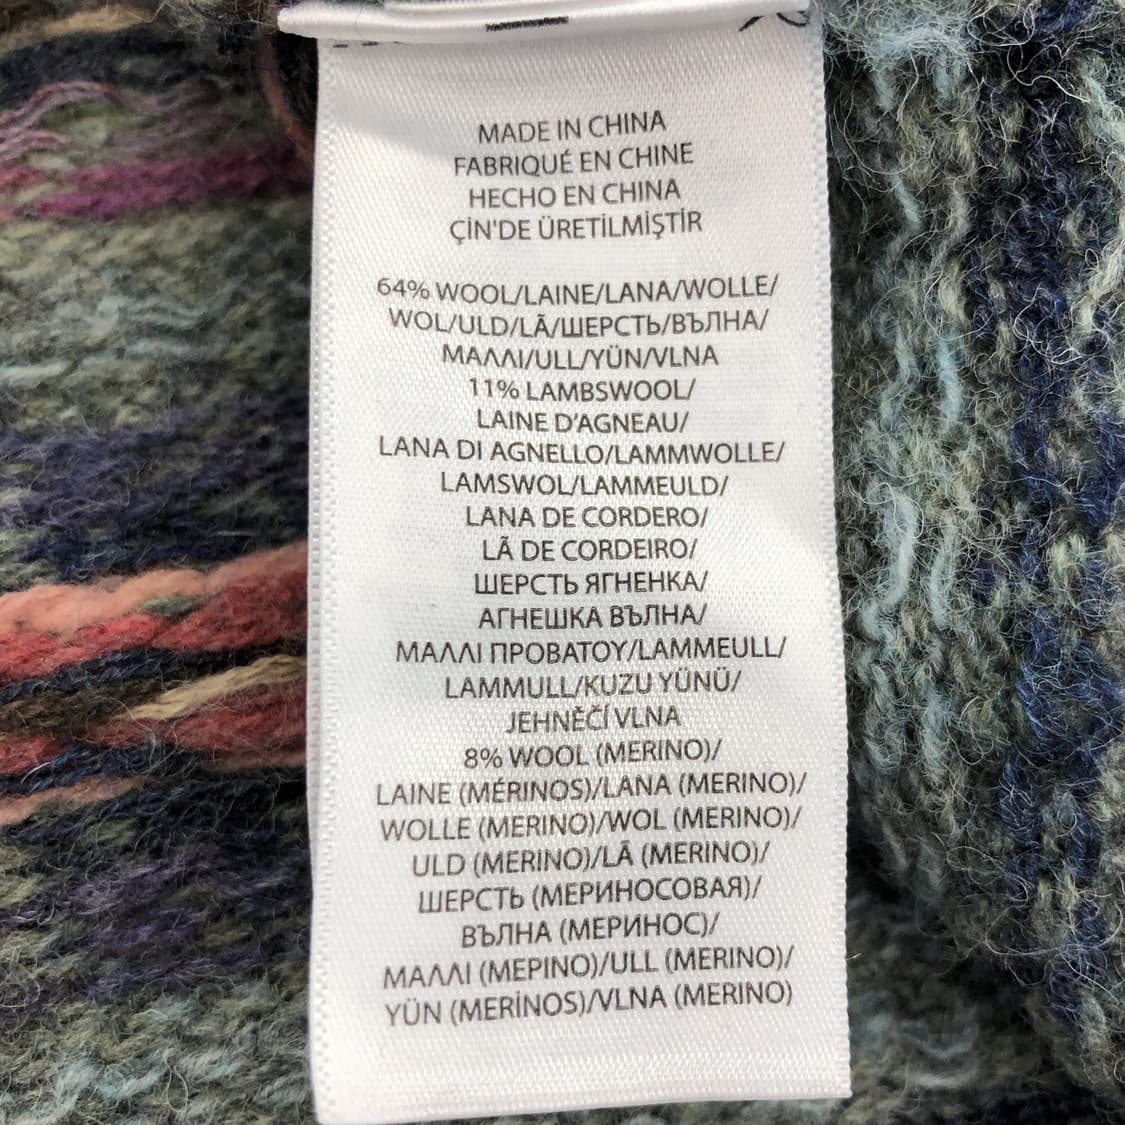 MADE IN CHINA
FABRIQUÉ EN CHINE
HECHO EN CHINA
ÇİN'DE ÜRETİLMİŞTİR
64% WOOL/LAINE/LANA/WOLLE/
WOL/ULD/LÃ/ШЕРСТЬ/ВЪЛНА/
ΜΑΛΛΙ/ULL/YÜN/VLNA
11% LAMBSWOOL/
LAINE D'AGNEAU/
LANA DI AGNELLO/LAMMWOLLE/
LAMSWOL/LAMMEULD/
LANA DE CORDERO/
LÃ DE CORDEIRO/
ШЕРСТЬ ЯГНЕНКА/
АГНЕШКА ВЪЛНА/
ΜΑΛΛΙ ΠΡΟΒΑΤΟΥ/LAMMEULL/
LAMMULL/KUZU YÜNÜ/
JEHNĚČÍ VLNA
8% WOOL (MERINO)/
LAINE (MÉRINOS)/LANA (MERINO)/
WOLLE (MERINO)/WOL (MERINO)/
ULD (MERINO)/LÃ (MERINO)/
ШЕРСТЬ (МЕРИНОСОВАЯ)/
ВЪЛНА (МЕРИНОС)/
ΜΑΛΛΙ (ΜΕΡΙΝΟ)/ULL (MERINO)/
YÜN (MERİNOS)/VLNA (MERINO)